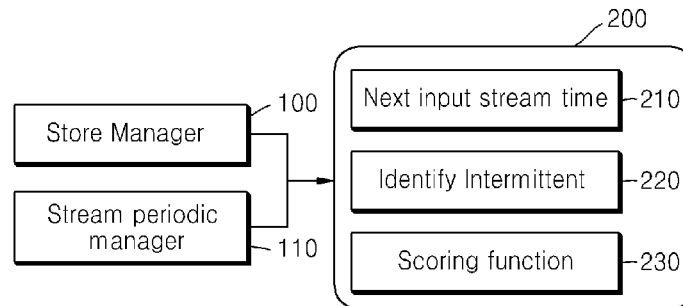 200
100
Store Manager
Stream periodic
manager
110
Next input stream time
210
Identify Intermittent
220
Scoring function
230